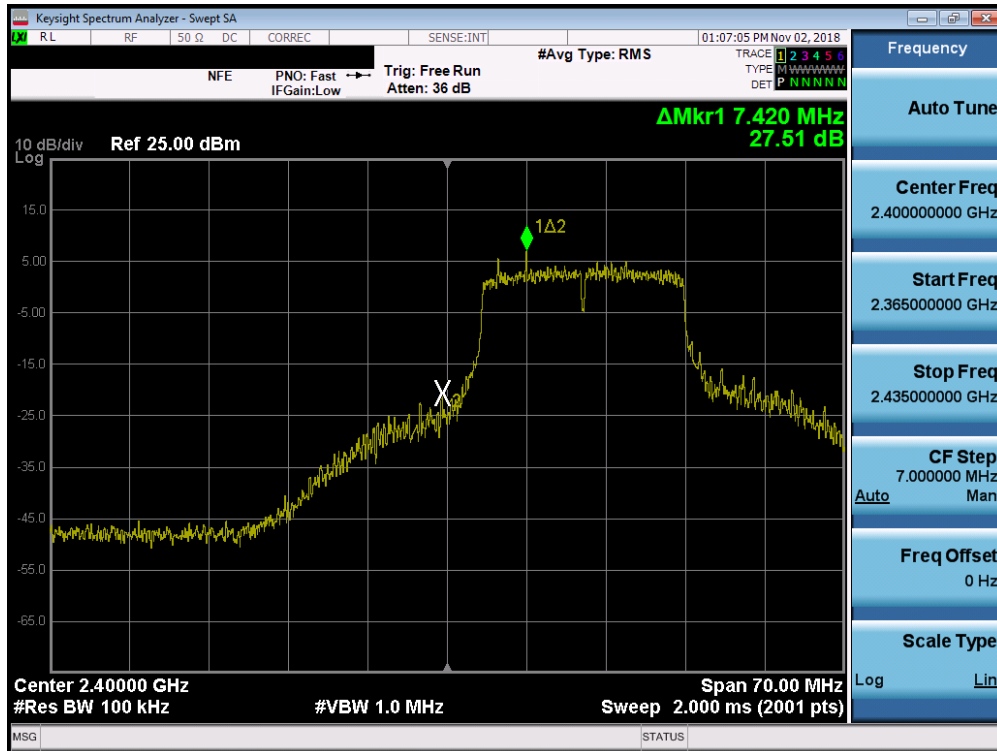 Keysight Spectrum Analyzer - Swept SA
LXI RL RF 50 Ω DC CORREC SENSE:INT 01:07:05 PM Nov 02, 2018
#Avg Type: RMS TRACE 1 2 3 4 5 6
NFE PNO: Fast Trig: Free Run TYPE M WWWWW
IFGain:Low Atten: 36 dB DET P N N N N N
ΔMkr1 7.420 MHz
10 dB/div Ref 25.00 dBm 27.51 dB
Log
15.0
1Δ2
5.00
-5.00
-15.0
X2
-25.0
-35.0
-45.0
-55.0
-65.0
Center 2.40000 GHz Span 70.00 MHz
#Res BW 100 kHz #VBW 1.0 MHz Sweep 2.000 ms (2001 pts)
MSG STATUS
Frequency
Auto Tune
Center Freq
2.400000000 GHz
Start Freq
2.365000000 GHz
Stop Freq
2.435000000 GHz
CF Step
7.000000 MHz
Auto Man
Freq Offset
0 Hz
Scale Type
Log Lin